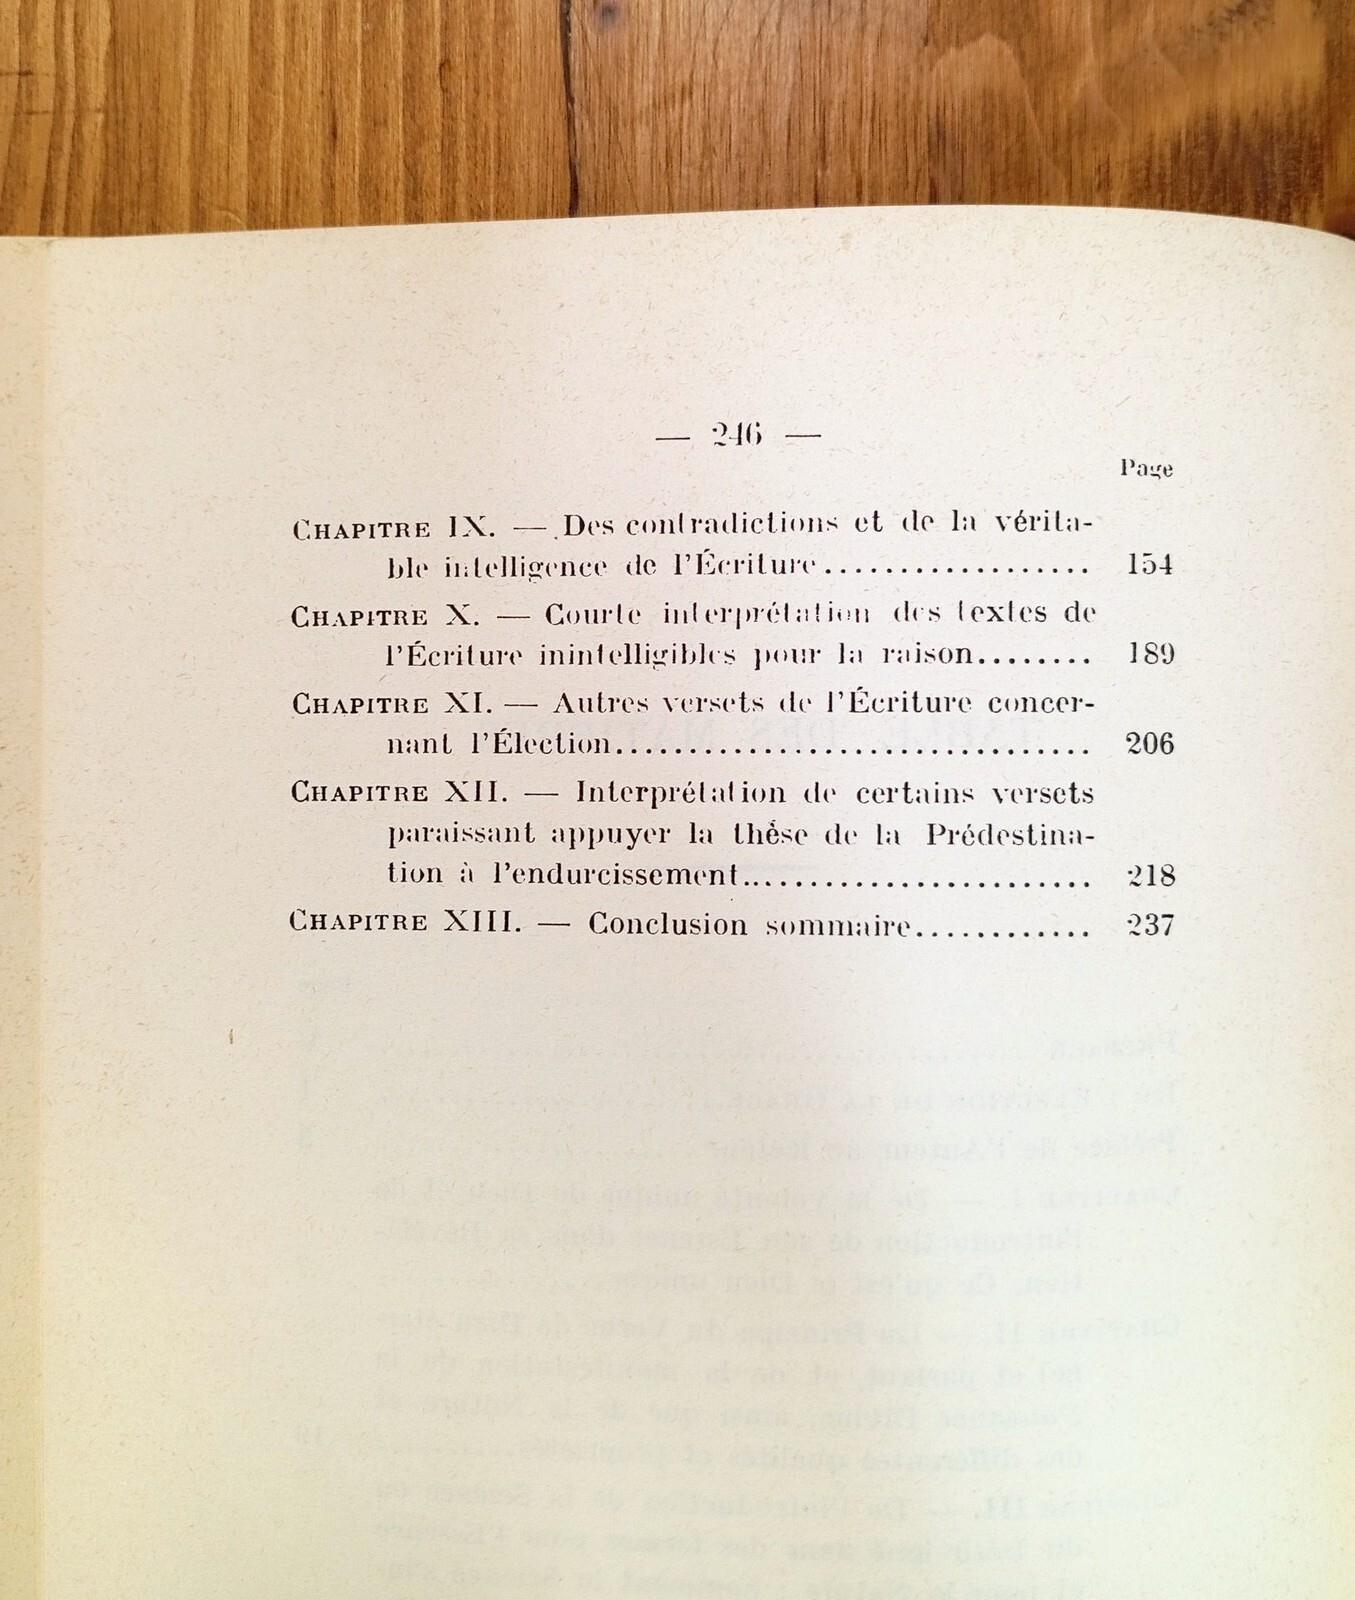 — 246 —
Page
CHAPITRE IX. — Des contradictions et de la vérita-
ble intelligence de l'Écriture.................. 154
CHAPITRE X. — Courte interprétation des textes de
l'Écriture inintelligibles pour la raison........ 189
CHAPITRE XI. — Autres versets de l'Écriture concer-
nant l'Élection................................ 206
CHAPITRE XII. — Interprétation de certains versets
paraissant appuyer la thèse de la Prédestina-
tion à l'endurcissement........................ 218
CHAPITRE XIII. — Conclusion sommaire............ 237